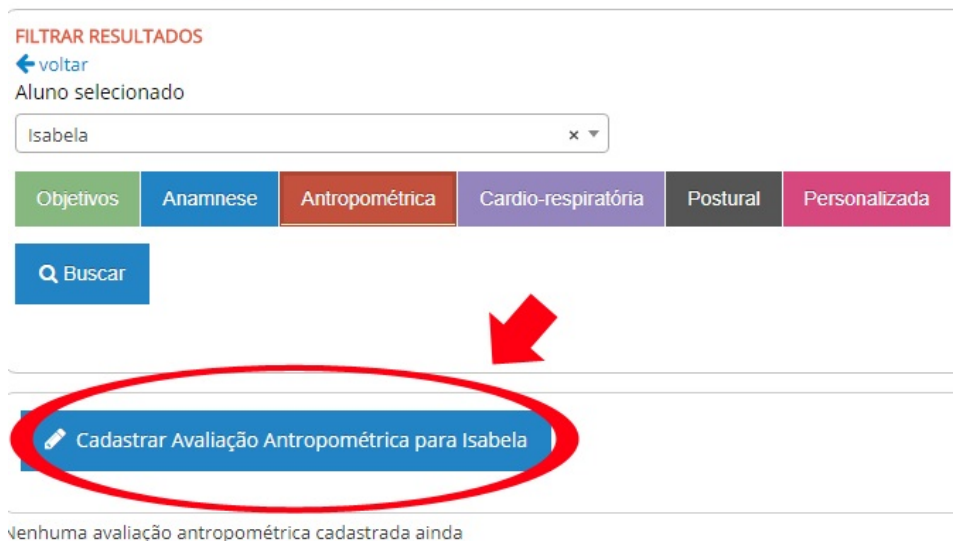 FILTRAR RESULTADOS
voltar
Aluno selecionado
Isabela
Objetivos Anamnese Antropométrica Cardio-respiratória Postural Personalizada
Buscar
Cadastrar Avaliação Antropométrica para Isabela
Nenhuma avaliação antropométrica cadastrada ainda